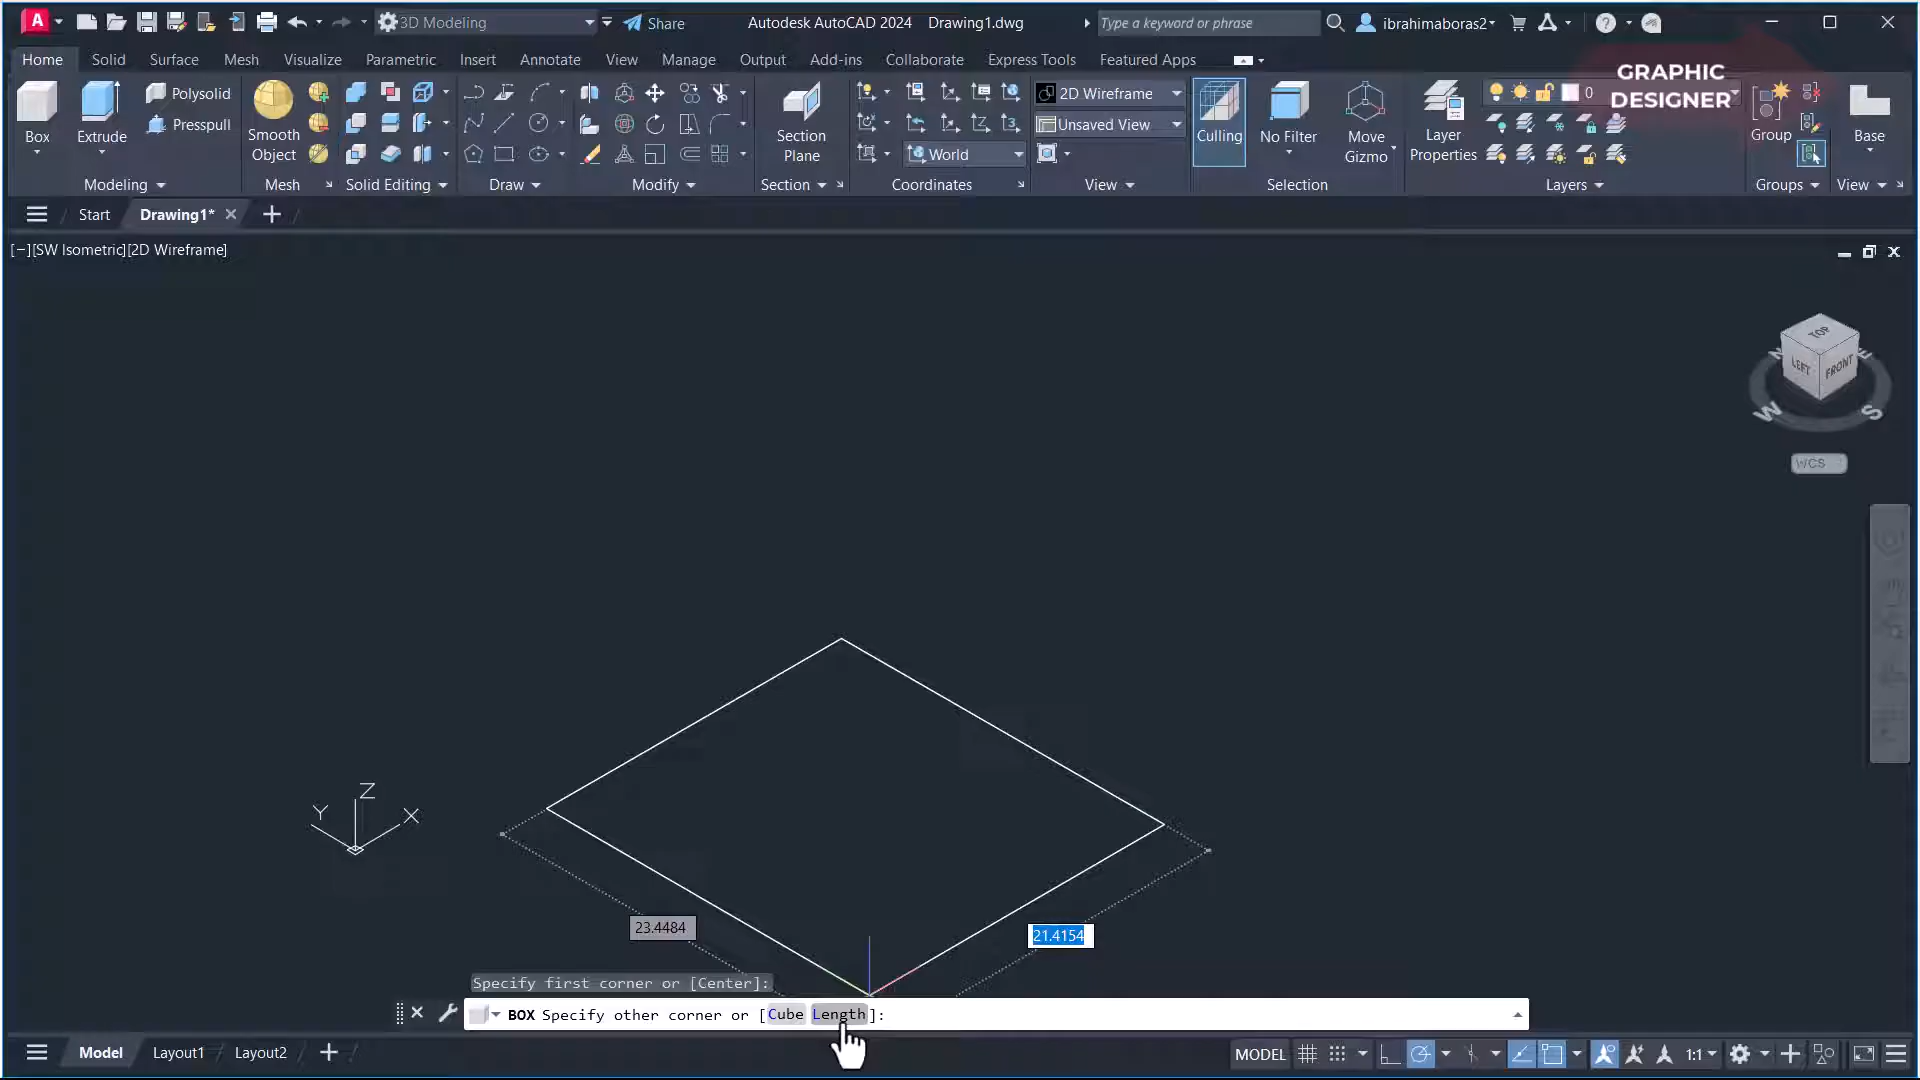 A 3D Modeling Share Autodesk AutoCAD 2024 Drawing1.dwg Type a keyword or phrase ibrahimaboras2
Home Solid Surface Mesh Visualize Parametric Insert Annotate View Manage Output Add-ins Collaborate Express Tools Featured Apps
GRAPHIC
DESIGNER
Box
Extrude
Polysolid
Presspull
Smooth
Object
Section
Plane
World
2D Wireframe
Unsaved View
Culling
No Filter
Move
Gizmo
Layer
Properties
0
Group
Base
Modeling Mesh Solid Editing Draw Modify Section Coordinates View Selection Layers Groups View
Start Drawing1*
[−][SW Isometric][2D Wireframe]
TOP
LEFT FRONT
N E
W S
WCS
Z
Y X
23.4484
21.4154
Specify first corner or [Center]:
BOX Specify other corner or [Cube Length]:
Model Layout1 Layout2 MODEL 1:1